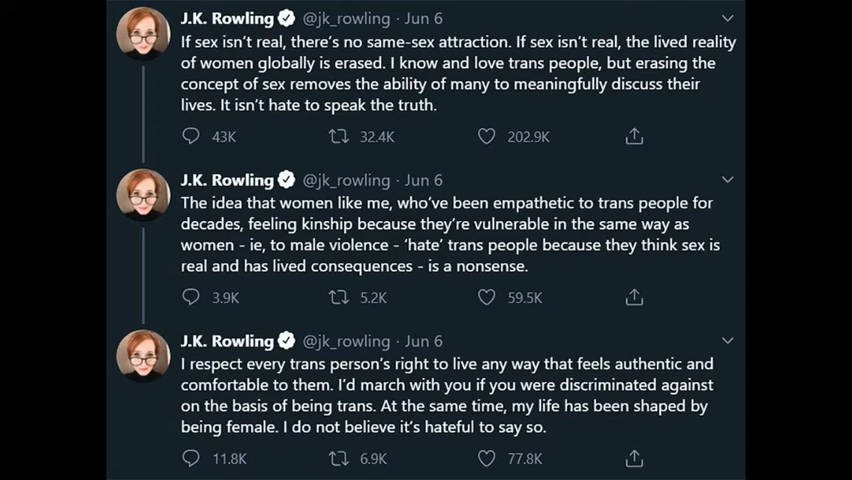 J.K. Rowling @jk_rowling · Jun 6
If sex isn't real, there's no same-sex attraction. If sex isn't real, the lived reality
of women globally is erased. I know and love trans people, but erasing the
concept of sex removes the ability of many to meaningfully discuss their
lives. It isn't hate to speak the truth.
43K 32.4K 202.9K
J.K. Rowling @jk_rowling · Jun 6
The idea that women like me, who've been empathetic to trans people for
decades, feeling kinship because they're vulnerable in the same way as
women - ie, to male violence - 'hate' trans people because they think sex is
real and has lived consequences - is a nonsense.
3.9K 5.2K 59.5K
J.K. Rowling @jk_rowling · Jun 6
I respect every trans person's right to live any way that feels authentic and
comfortable to them. I'd march with you if you were discriminated against
on the basis of being trans. At the same time, my life has been shaped by
being female. I do not believe it's hateful to say so.
11.8K 6.9K 77.8K